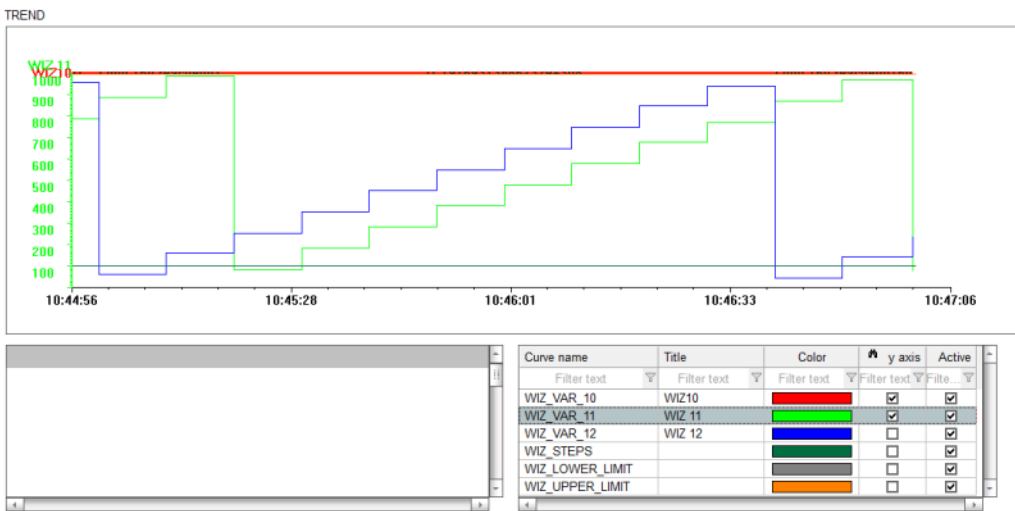 TREND
WIZ 11
WIZ10
1000
900
800
700
600
500
400
300
200
100
10:44:56 10:45:28 10:46:01 10:46:33 10:47:06
Curve name Title Color y axis Active
Filter text Filter text Filter text Filter text Filte...
WIZ_VAR_10 WIZ10
WIZ_VAR_11 WIZ 11
WIZ_VAR_12 WIZ 12
WIZ_STEPS
WIZ_LOWER_LIMIT
WIZ_UPPER_LIMIT